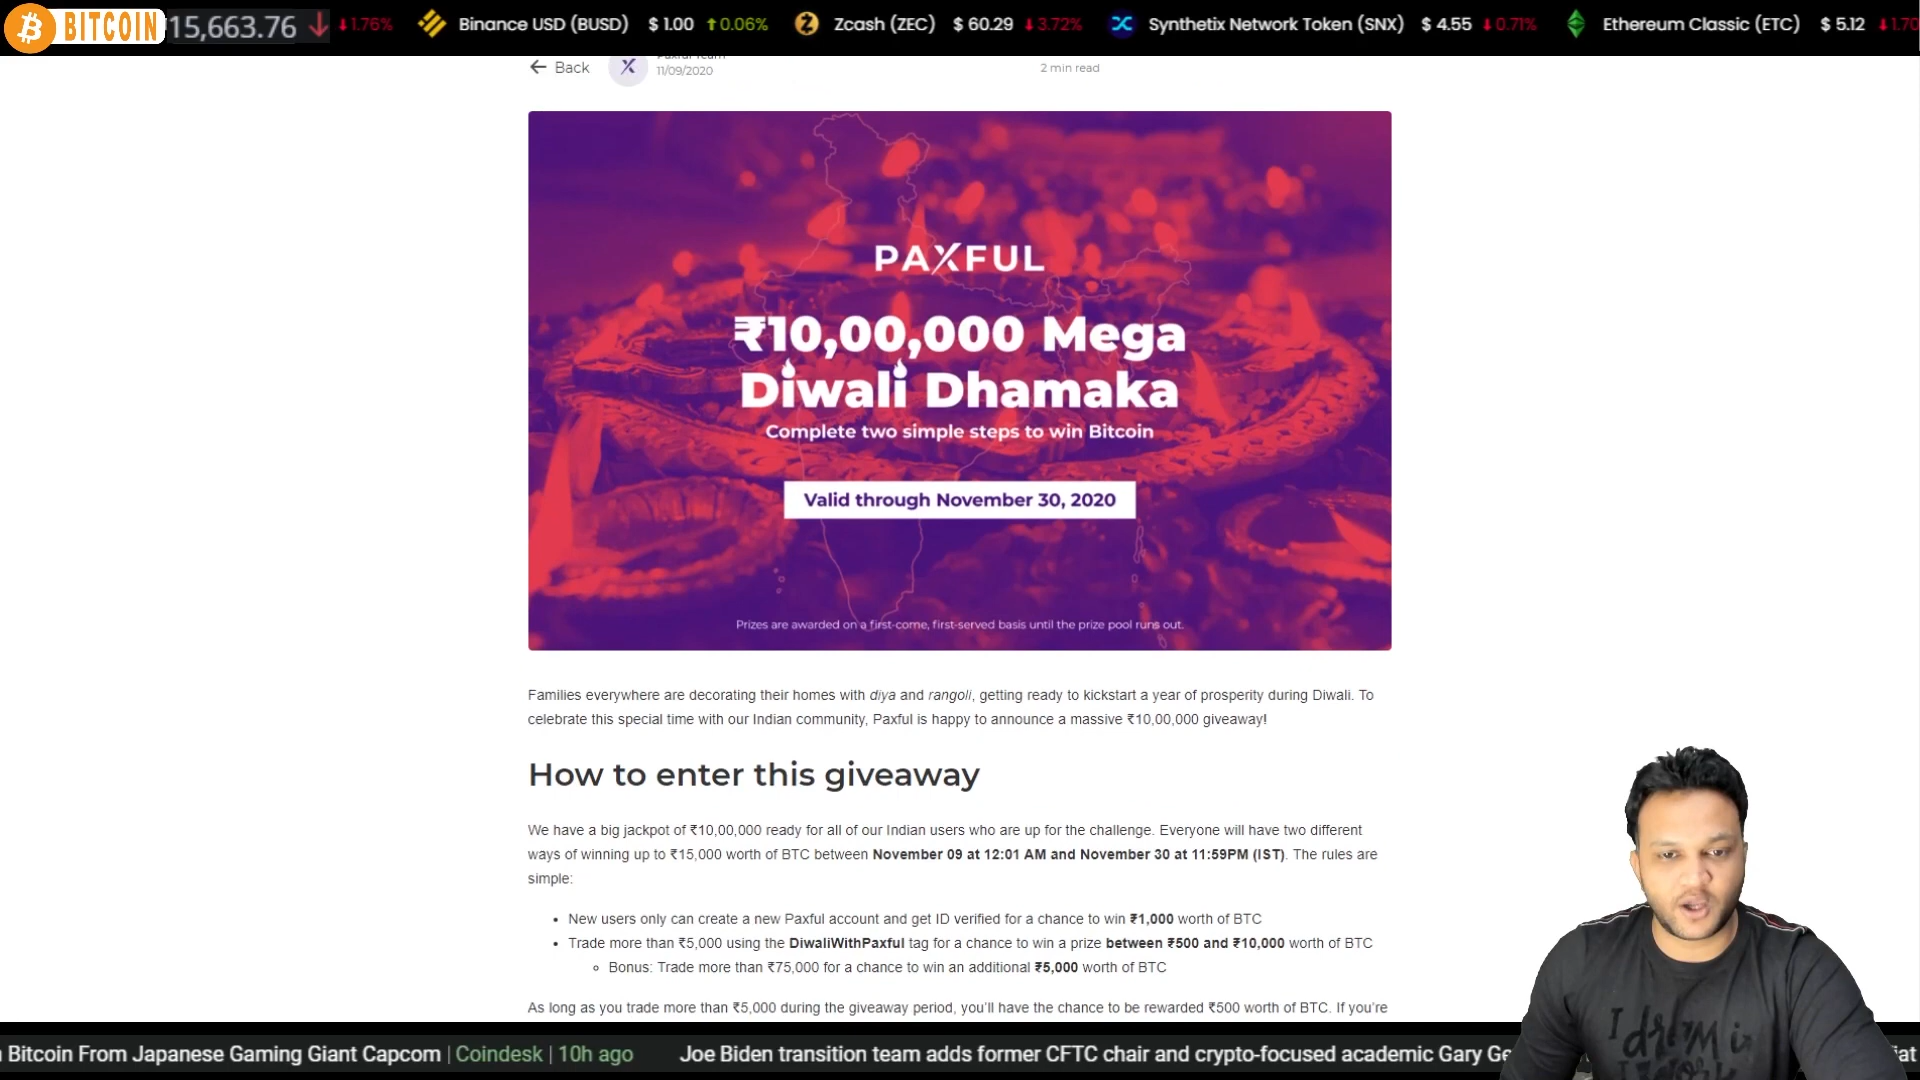 BITCOIN 15,663.76 1.76% Binance USD (BUSD) $ 1.00 0.06% Zcash (ZEC) $ 60.29 3.72% Synthetix Network Token (SNX) $ 4.55 0.71% Ethereum Classic (ETC) $ 5.12 1.70
Back Paxful Team
11/09/2020 2 min read
PAXFUL
₹10,00,000 Mega
Diwali Dhamaka
Complete two simple steps to win Bitcoin
Valid through November 30, 2020
Prizes are awarded on a first-come, first-served basis until the prize pool runs out.
Families everywhere are decorating their homes with diya and rangoli, getting ready to kickstart a year of prosperity during Diwali. To
celebrate this special time with our Indian community, Paxful is happy to announce a massive ₹10,00,000 giveaway!
How to enter this giveaway
We have a big jackpot of ₹10,00,000 ready for all of our Indian users who are up for the challenge. Everyone will have two different
ways of winning up to ₹15,000 worth of BTC between November 09 at 12:01 AM and November 30 at 11:59PM (IST). The rules are
simple:
New users only can create a new Paxful account and get ID verified for a chance to win ₹1,000 worth of BTC
Trade more than ₹5,000 using the DiwaliWithPaxful tag for a chance to win a prize between ₹500 and ₹10,000 worth of BTC
Bonus: Trade more than ₹75,000 for a chance to win an additional ₹5,000 worth of BTC
As long as you trade more than ₹5,000 during the giveaway period, you'll have the chance to be rewarded ₹500 worth of BTC. If you're
Bitcoin From Japanese Gaming Giant Capcom | Coindesk | 10h ago Joe Biden transition team adds former CFTC chair and crypto-focused academic Gary Ge
I dream in